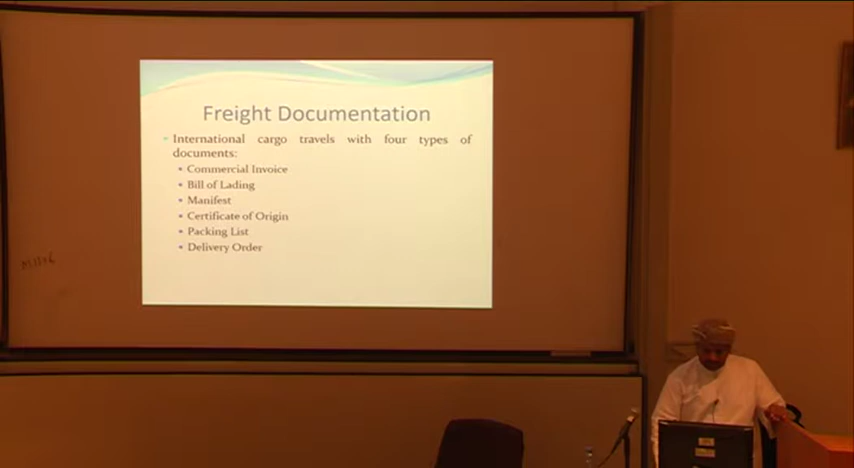 Freight Documentation
International cargo travels with four types of
documents:
Commercial Invoice
Bill of Lading
Manifest
Certificate of Origin
Packing List
Delivery Order